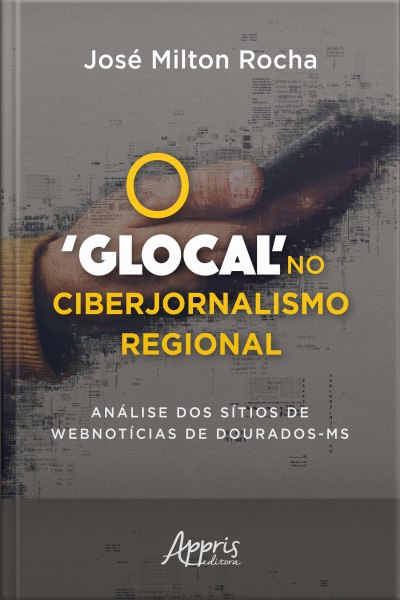 José Milton Rocha
O
'GLOCAL' NO
CIBERJORNALISMO
REGIONAL
ANÁLISE DOS SÍTIOS DE
WEBNOTÍCIAS DE DOURADOS-MS
Appris
editora